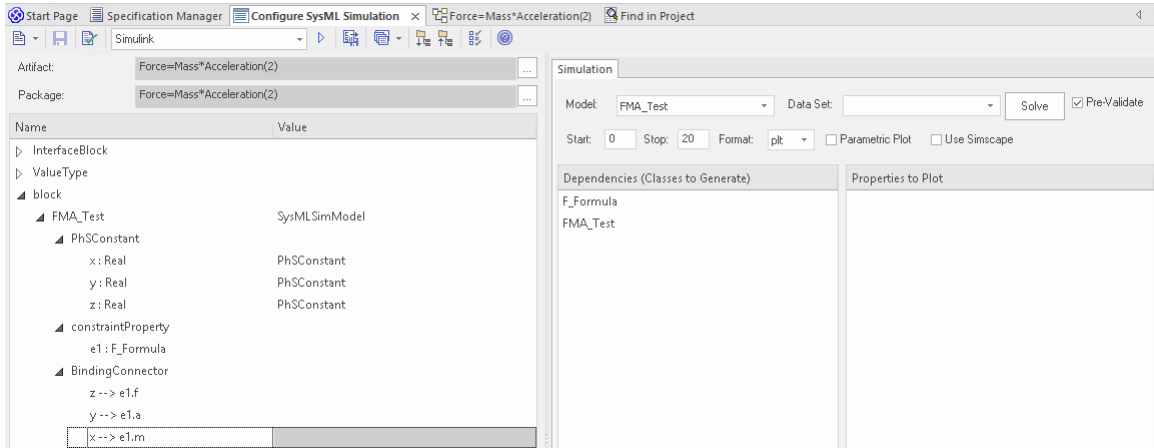 Start Page Specification Manager Configure SysML Simulation × Force=Mass*Acceleration(2) Find in Project
Simulink
Artifact: Force=Mass*Acceleration(2) ...
Package: Force=Mass*Acceleration(2) ...
Name Value
InterfaceBlock
ValueType
block
FMA_Test SysMLSimModel
PhSConstant
x : Real PhSConstant
y : Real PhSConstant
z : Real PhSConstant
constraintProperty
e1 : F_Formula
BindingConnector
z --> e1.f
y --> e1.a
x --> e1.m
Simulation
Model: FMA_Test Data Set: Solve Pre-Validate
Start: 0 Stop: 20 Format: plt Parametric Plot Use Simscape
Dependencies (Classes to Generate) Properties to Plot
F_Formula
FMA_Test